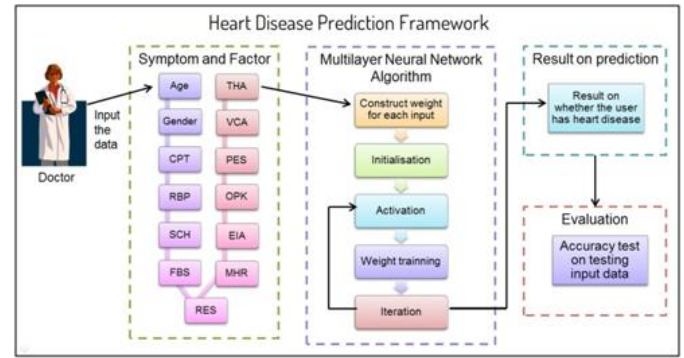 Heart Disease Prediction Framework
Doctor
Input
the
data
Symptom and Factor
Age
Gender
CPT
RBP
SCH
FBS
RES
THA
VCA
PES
OPK
EIA
MHR
Multilayer Neural Network
Algorithm
Construct weight
for each input
Initialisation
Activation
Weight trainning
Iteration
Result on prediction
Result on
whether the user
has heart disease
Evaluation
Accuracy test
on testing
input data